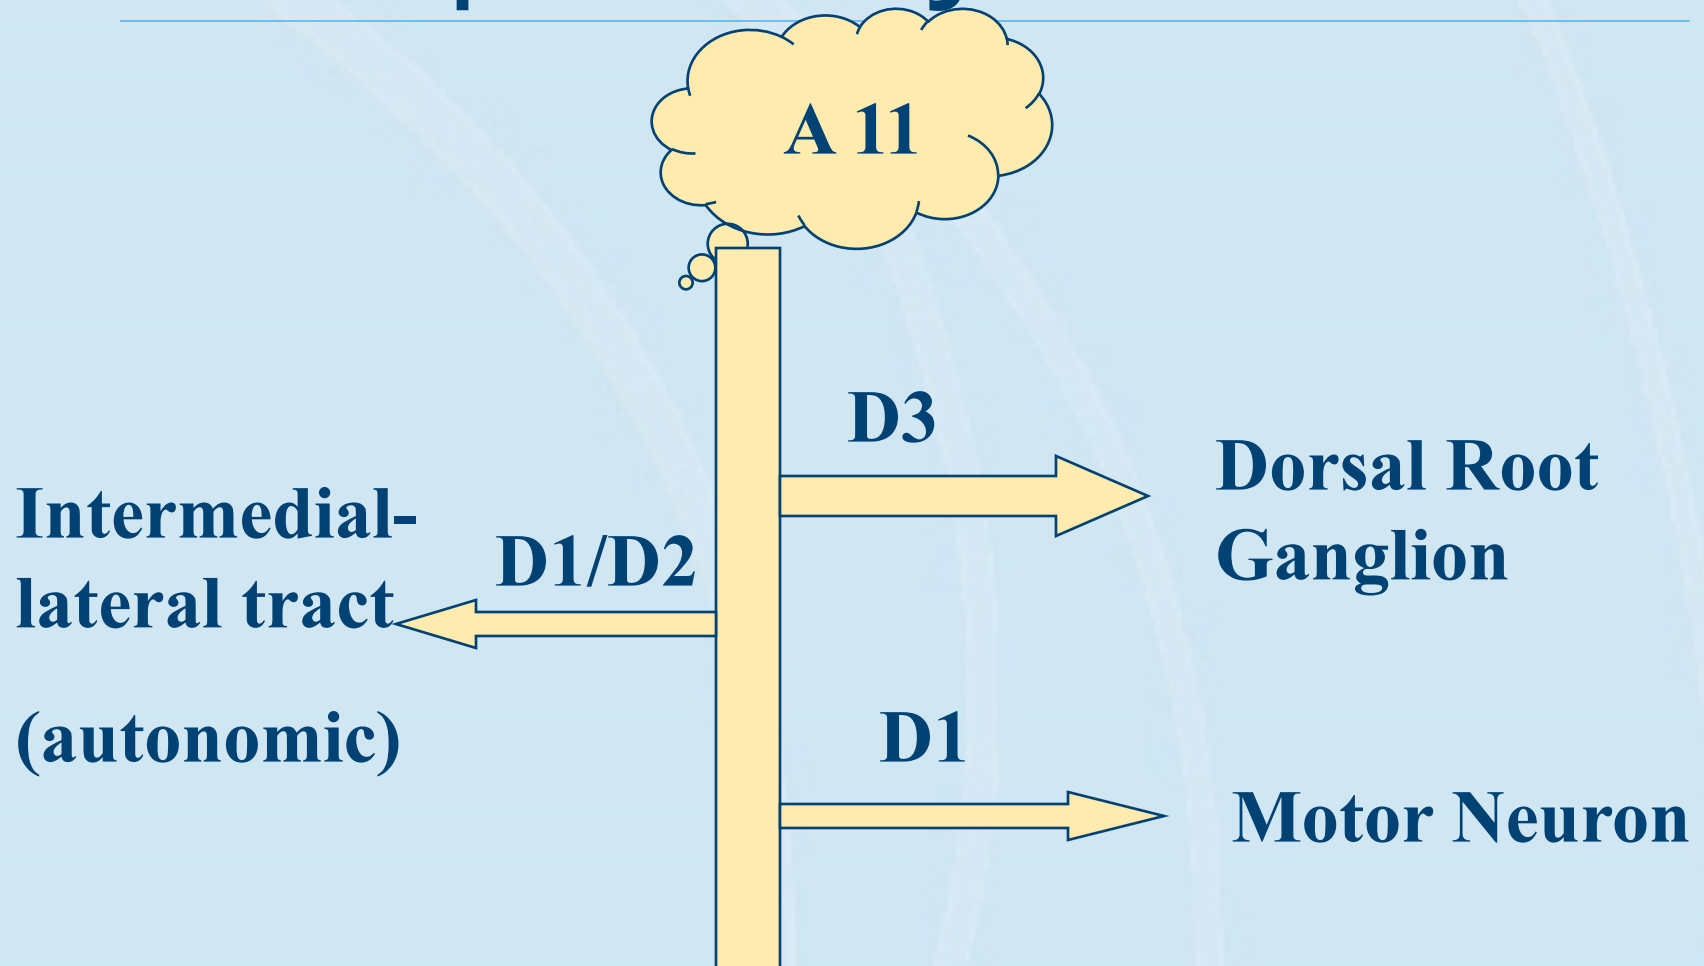 A 11
D3
Dorsal Root
Ganglion
Intermedial-
lateral tract
D1/D2
(autonomic)
D1
Motor Neuron